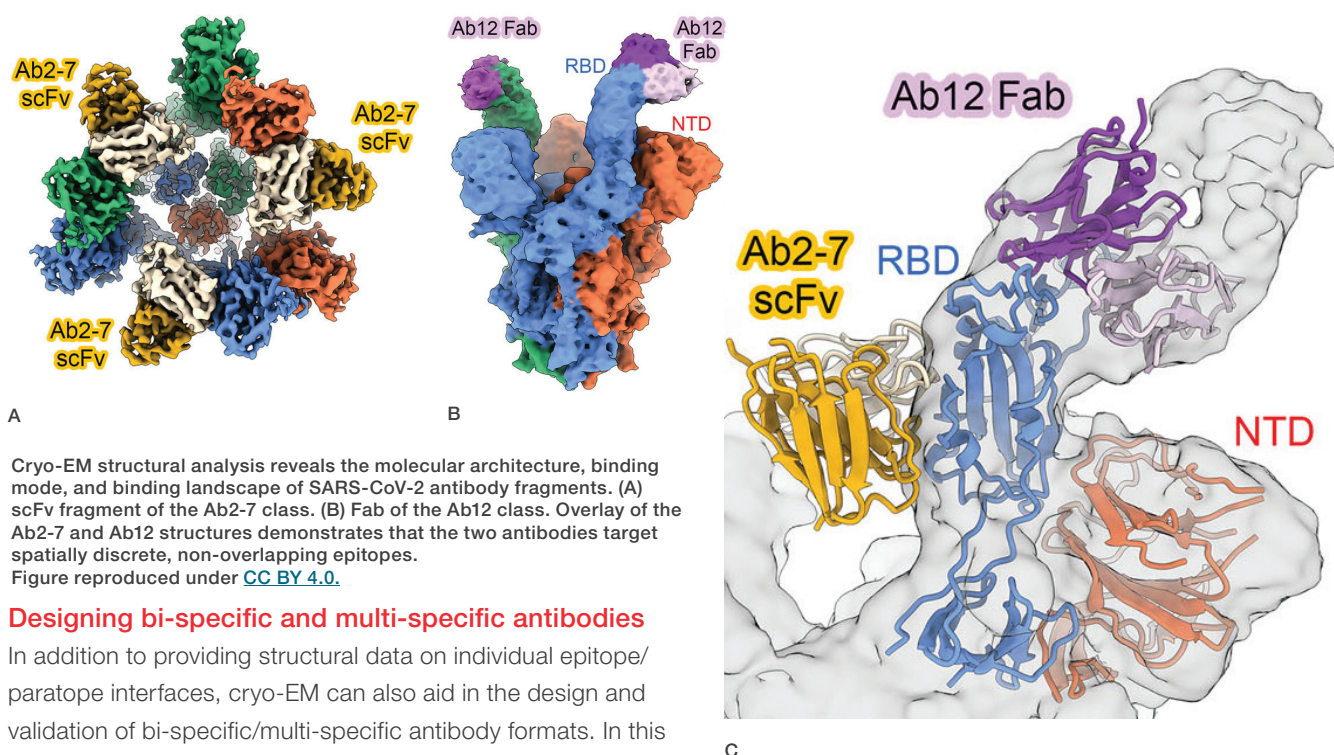 Ab2-7
scFv
Ab2-7
scFv
Ab2-7
scFv
A
Ab12 Fab
Ab12
Fab
RBD
NTD
B
Cryo-EM structural analysis reveals the molecular architecture, binding
mode, and binding landscape of SARS-CoV-2 antibody fragments. (A)
scFv fragment of the Ab2-7 class. (B) Fab of the Ab12 class. Overlay of the
Ab2-7 and Ab12 structures demonstrates that the two antibodies target
spatially discrete, non-overlapping epitopes.
Figure reproduced under CC BY 4.0.
Designing bi-specific and multi-specific antibodies
In addition to providing structural data on individual epitope/
paratope interfaces, cryo-EM can also aid in the design and
validation of bi-specific/multi-specific antibody formats. In this
Ab12 Fab
Ab2-7
scFv
RBD
NTD
C